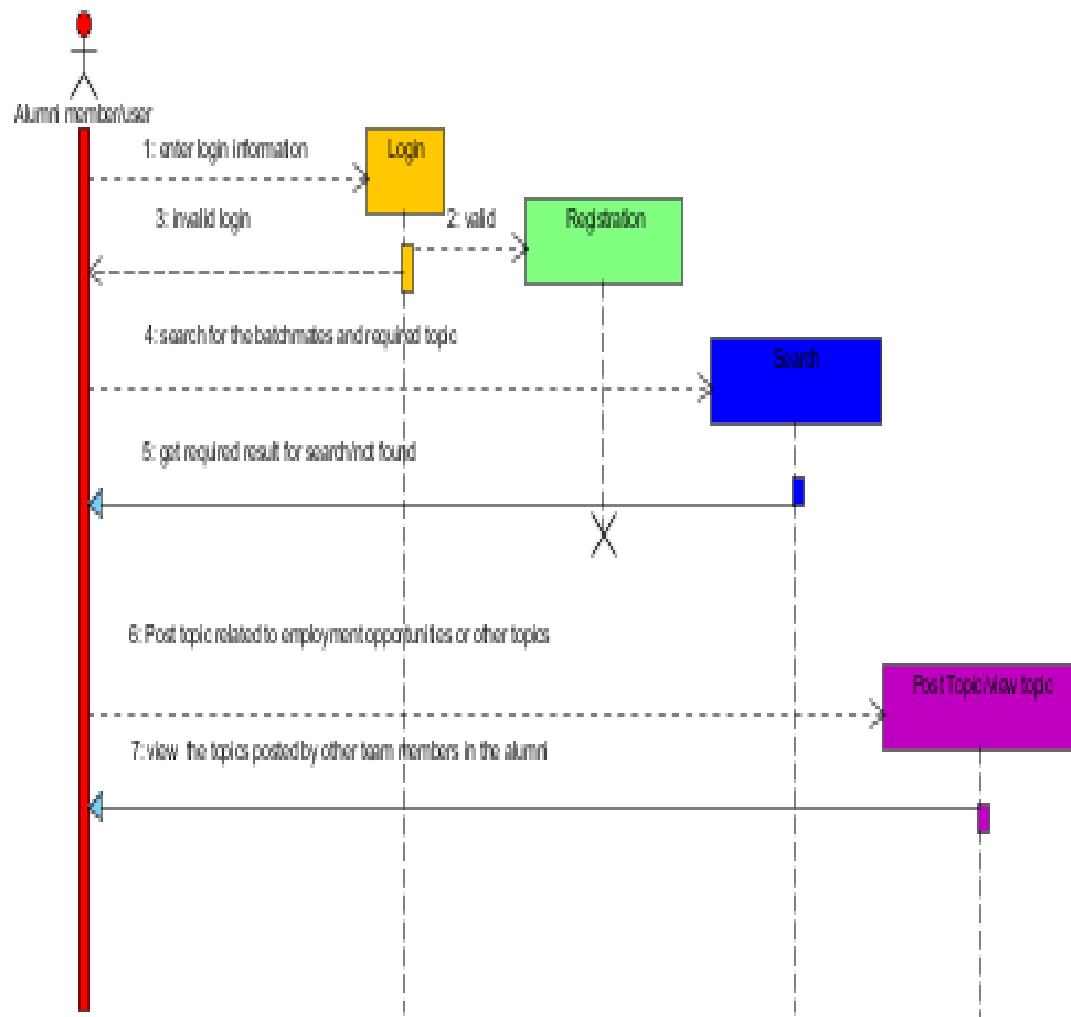 Alumni member/user
1: enter login information
Login
3: invalid login
2: valid
Registration
4: search for the batchmates and required topic
Search
5: get required result for search/not found
6: Post topic related to employment opportunities or other topics
Post Topic/view topic
7: view the topics posted by other team members in the alumni